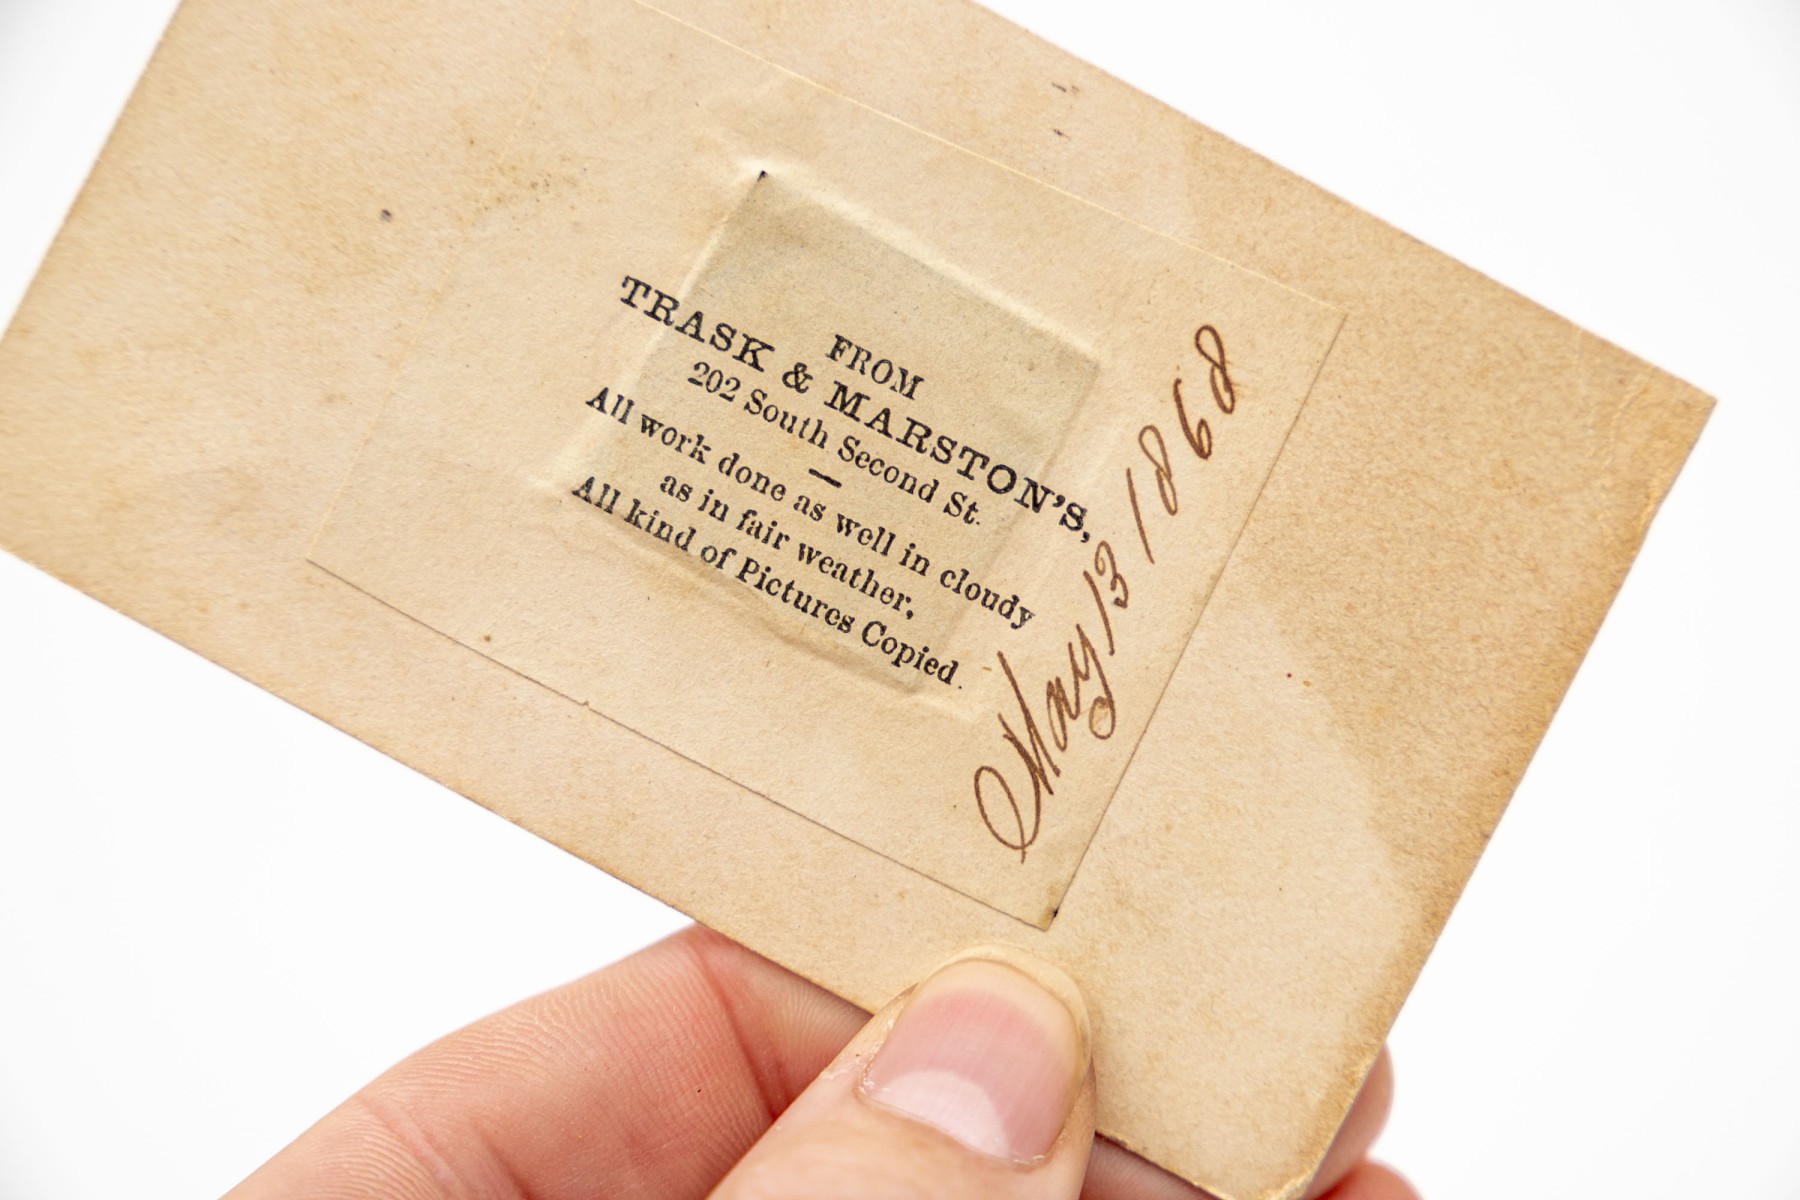 FROM
TRASK & MARSTON'S,
202 South Second St.
All work done as well in cloudy
as in fair weather,
All kind of Pictures Copied.
May 13 1868